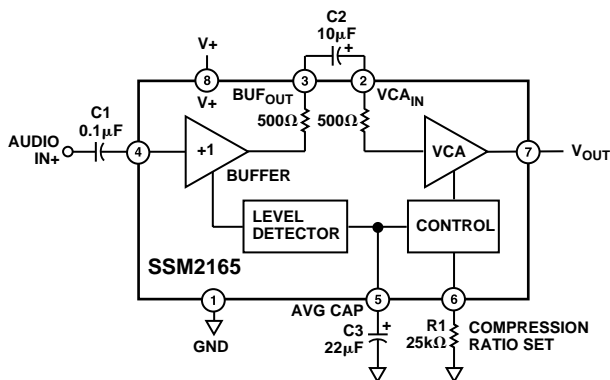 C2
10µF
+
V+
8
V+
3
2
BUFOUT
VCAIN
C1
0.1µF
500Ω
500Ω
AUDIO
IN+
4
+1
BUFFER
VCA
7
VOUT
LEVEL
DETECTOR
CONTROL
SSM2165
1
GND
AVG CAP
5
6
C3
22µF
+
R1
25kΩ
COMPRESSION
RATIO SET